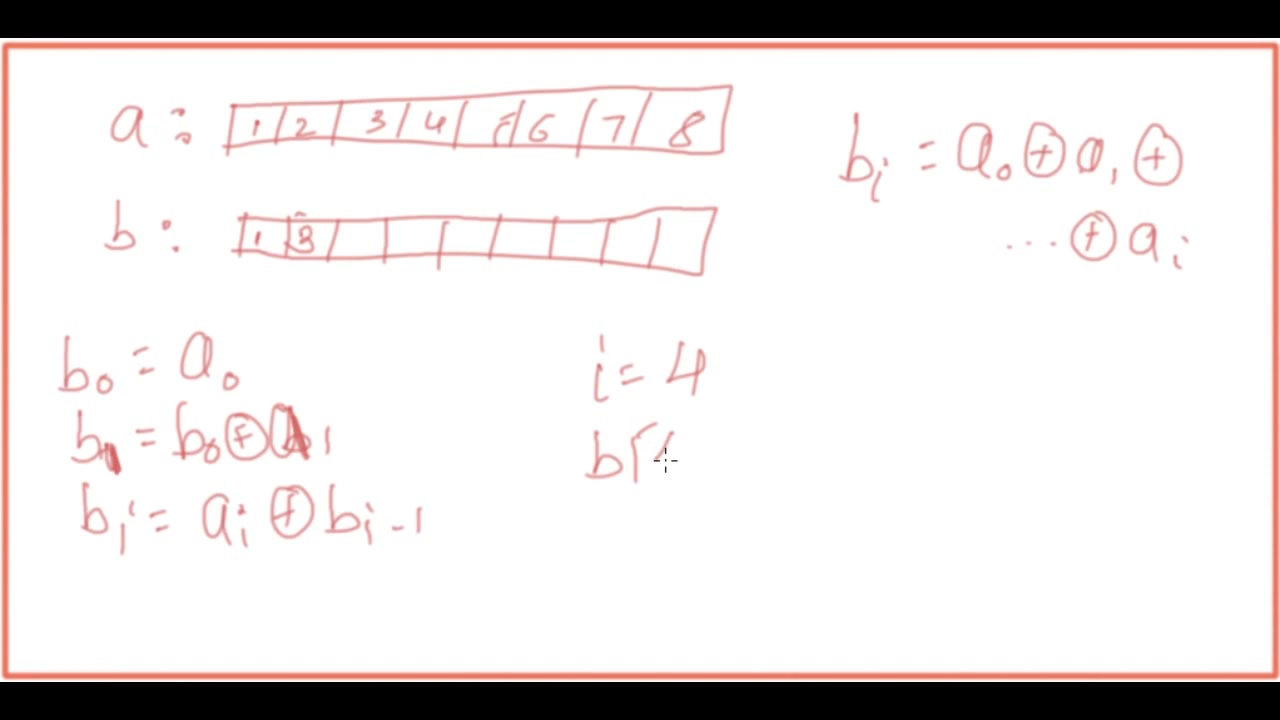 a : 1 2 3 4 5 6 7 8
b : 1 3
bᵢ = a₀ ⊕ a₁ ⊕
... ⊕ aᵢ
b₀ = a₀
b₁ = b₀ ⊕ a₁
bᵢ = aᵢ ⊕ bᵢ₋₁
i = 4
b[